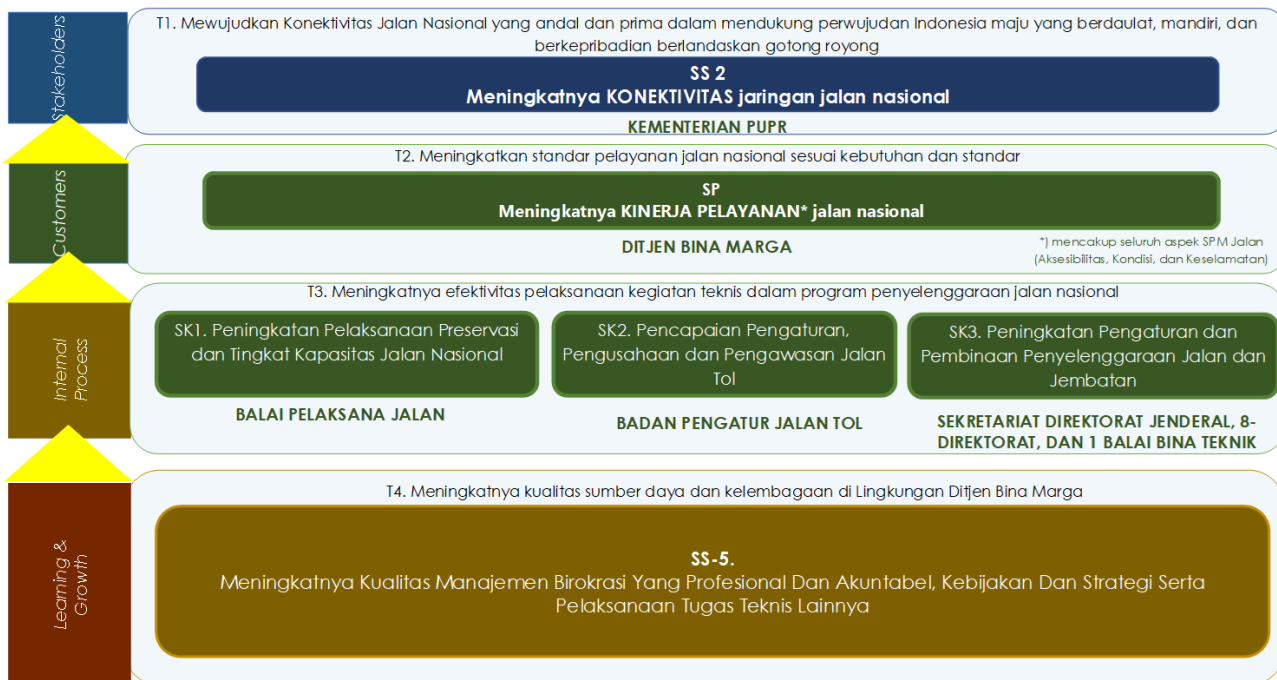 Stakeholders
T1. Mewujudkan Konektivitas Jalan Nasional yang andal dan prima dalam mendukung perwujudan Indonesia maju yang berdaulat, mandiri, dan
berkepribadian berlandaskan gotong royong
SS 2
Meningkatnya KONEKTIVITAS jaringan jalan nasional
KEMENTERIAN PUPR
Customers
T2. Meningkatkan standar pelayanan jalan nasional sesuai kebutuhan dan standar
SP
Meningkatnya KINERJA PELAYANAN* jalan nasional
DITJEN BINA MARGA
*) mencakup seluruh aspek SPM Jalan
(Aksesibilitas, Kondisi, dan Keselamatan)
Internal
Process
T3. Meningkatnya efektivitas pelaksanaan kegiatan teknis dalam program penyelenggaraan jalan nasional
SK1. Peningkatan Pelaksanaan Preservasi
dan Tingkat Kapasitas Jalan Nasional
BALAI PELAKSANA JALAN
SK2. Pencapaian Pengaturan,
Pengusahaan dan Pengawasan Jalan
Tol
BADAN PENGATUR JALAN TOL
SK3. Peningkatan Pengaturan dan
Pembinaan Penyelenggaraan Jalan dan
Jembatan
SEKRETARIAT DIREKTORAT JENDERAL, 8-
DIREKTORAT, DAN 1 BALAI BINA TEKNIK
Learning &
Growth
T4. Meningkatnya kualitas sumber daya dan kelembagaan di Lingkungan Ditjen Bina Marga
SS-5.
Meningkatnya Kualitas Manajemen Birokrasi Yang Profesional Dan Akuntabel, Kebijakan Dan Strategi Serta
Pelaksanaan Tugas Teknis Lainnya